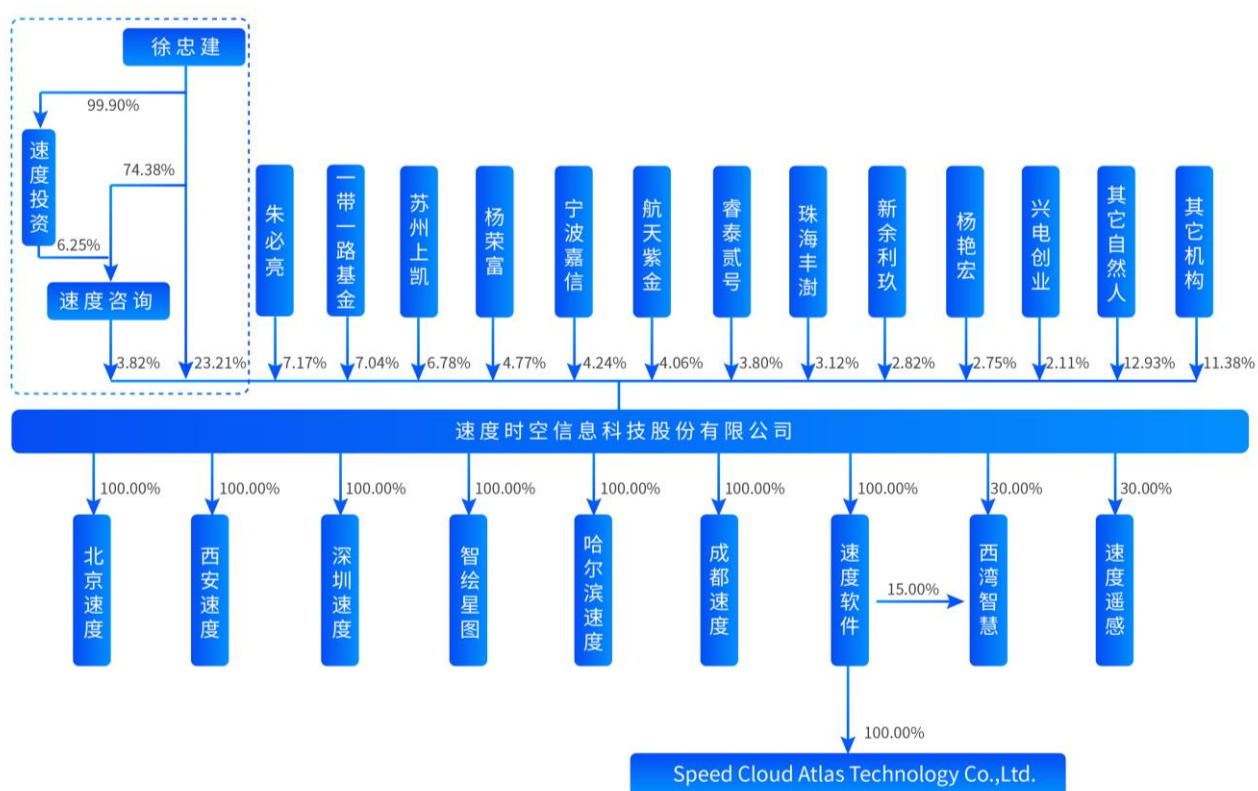 徐忠建
99.90%
速度投资
74.38%
6.25%
速度咨询
朱必亮
一带一路基金
苏州上凯
杨荣富
宁波嘉信
航天紫金
睿泰贰号
珠海丰澍
新余利玖
杨艳宏
兴电创业
其它自然人
其它机构
3.82%
23.21%
7.17%
7.04%
6.78%
4.77%
4.24%
4.06%
3.80%
3.12%
2.82%
2.75%
2.11%
12.93%
11.38%
速度时空信息科技股份有限公司
100.00%
100.00%
100.00%
100.00%
100.00%
100.00%
100.00%
30.00%
30.00%
北京速度
西安速度
深圳速度
智绘星图
哈尔滨速度
成都速度
速度软件
15.00%
西湾智慧
速度遥感
100.00%
Speed Cloud Atlas Technology Co.,Ltd.